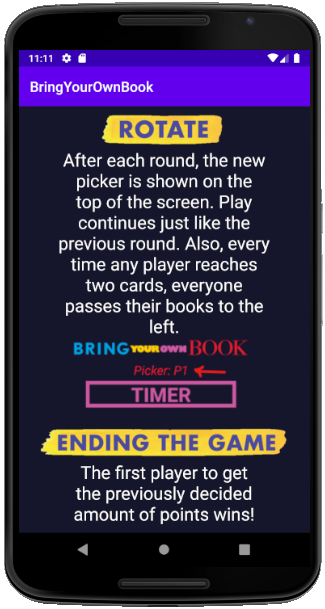 11:11
BringYourOwnBook
ROTATE
After each round, the new
picker is shown on the
top of the screen. Play
continues just like the
previous round. Also, every
time any player reaches
two cards, everyone
passes their books to the
left.
BRING YOUR OWN BOOK
Picker: P1
TIMER
ENDING THE GAME
The first player to get
the previously decided
amount of points wins!